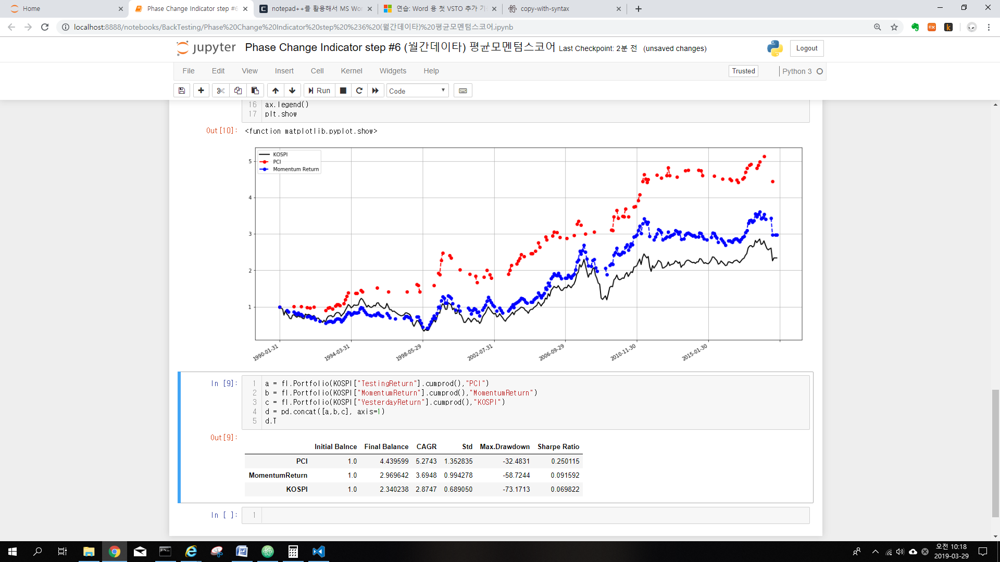 Home
Phase Change Indicator step #6
notepad++를 활용해서 MS Wor
연습: Word 용 첫 VSTO 추가 기
copy-with-syntax
localhost:8888/notebooks/BackTesting/Phase%20Change%20Indicator%20step%20%236%20(월간데이타)%20평균모멘텀스코어.ipynb
jupyter Phase Change Indicator step #6 (월간데이타) 평균모멘텀스코어 Last Checkpoint: 2분 전 (unsaved changes)
Logout
File Edit View Insert Cell Kernel Widgets Help
Trusted
Python 3
Run
Code
16 ax.legend()
17 plt.show
Out[10]: <function matplotlib.pyplot.show>
KOSPI
PCI
Momentum Return
5
4
3
2
1
1990-01-31 1994-03-31 1998-05-29 2002-07-31 2006-09-29 2010-11-30 2015-01-30
In [9]: 1 a = fl.Portfolio(KOSPI["TestingReturn"].cumprod(),"PCI")
2 b = fl.Portfolio(KOSPI["MomentumReturn"].cumprod(),"MomentumReturn")
3 c = fl.Portfolio(KOSPI["YesterdayReturn"].cumprod(),"KOSPI")
4 d = pd.concat([a,b,c], axis=1)
5 d.T
Out[9]:
Initial Balnce Final Balance CAGR Std Max.Drawdown Sharpe Ratio
PCI 1.0 4.439599 5.2743 1.352835 -32.4831 0.250115
MomentumReturn 1.0 2.969642 3.6948 0.994278 -58.7244 0.091592
KOSPI 1.0 2.340238 2.8747 0.689050 -73.1713 0.069822
In [ ]: 1
오전 10:18
2019-03-29